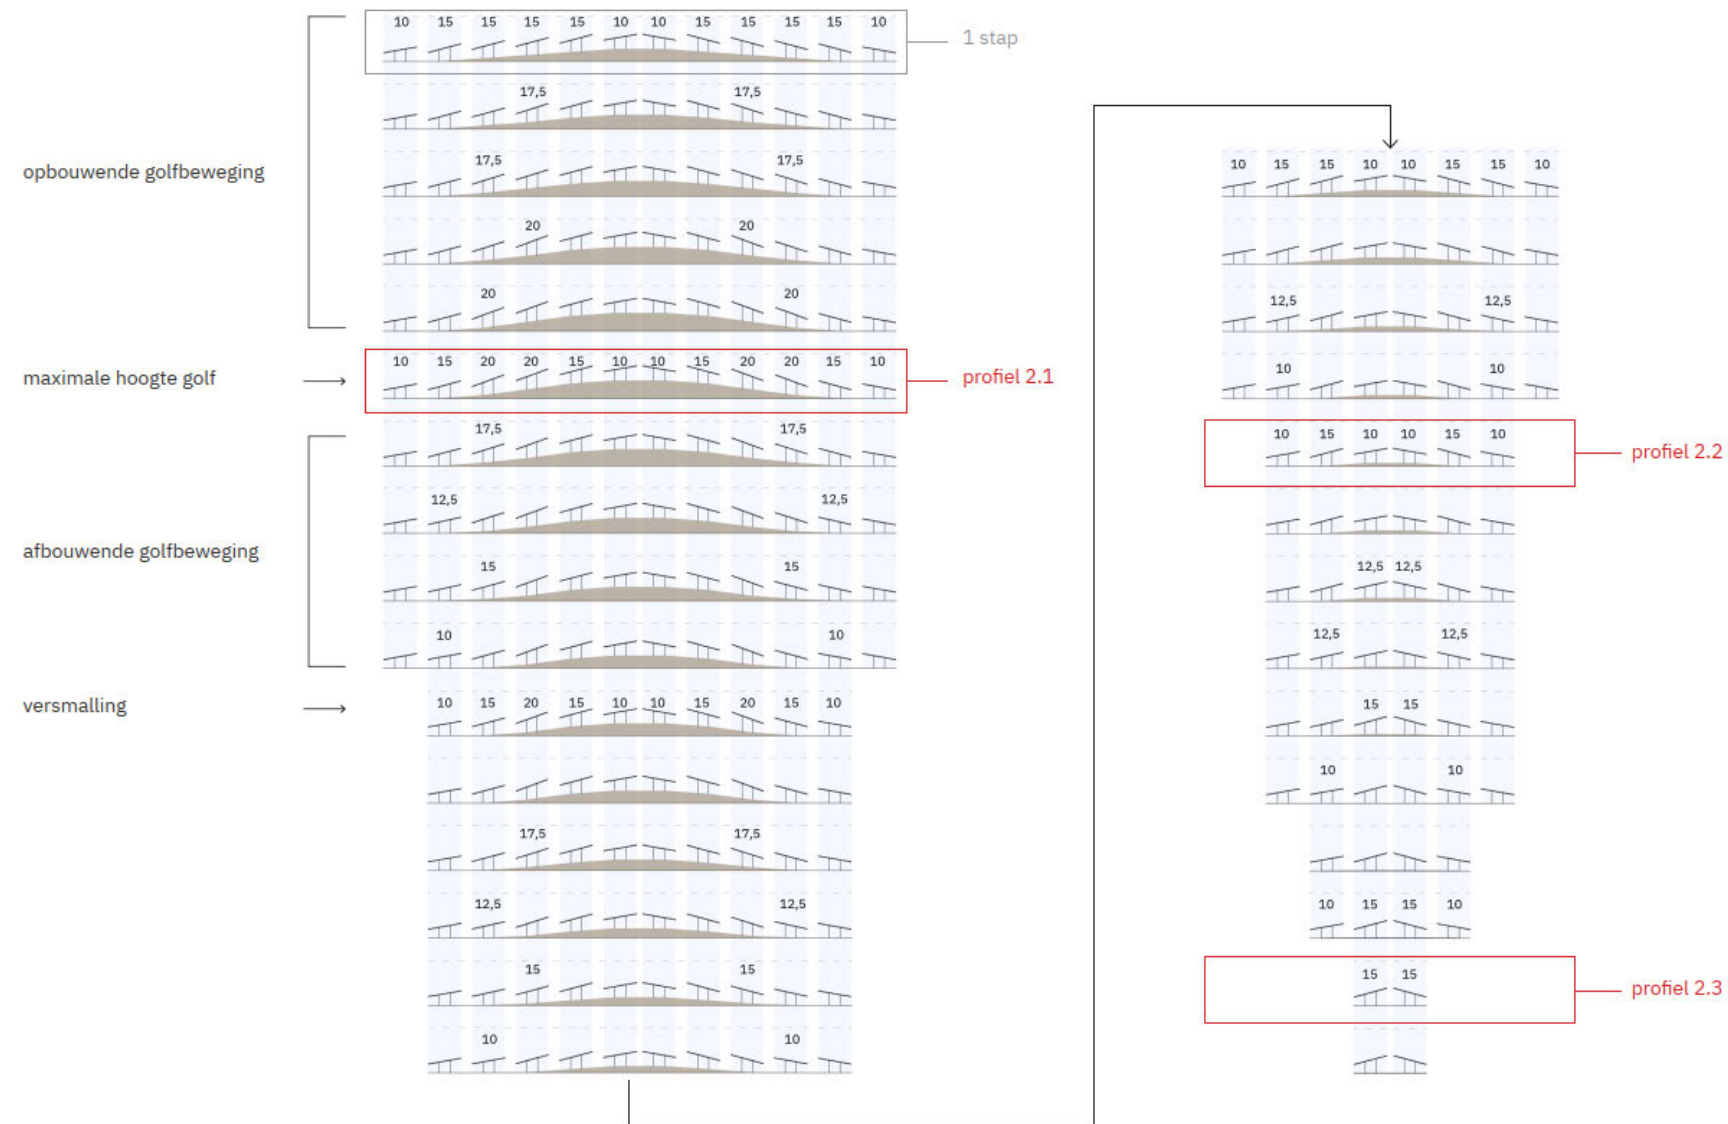 10 15 15 15 15 10 10 15 15 15 15 10
1 stap
17,5 17,5
opbouwende golfbeweging
17,5 17,5
20 20
20 20
maximale hoogte golf
10 15 20 20 15 10 10 15 20 20 15 10
profiel 2.1
17,5 17,5
12,5 12,5
afbouwende golfbeweging
15 15
10 10
versmalling
10 15 20 15 10 10 15 20 15 10
17,5 17,5
12,5 12,5
15 15
10 10
10 15 15 10 10 15 15 10
12,5 12,5
10 10
10 15 10 10 15 10
profiel 2.2
12,5 12,5
12,5 12,5
15 15
10 10
10 15 15 10
15 15
profiel 2.3